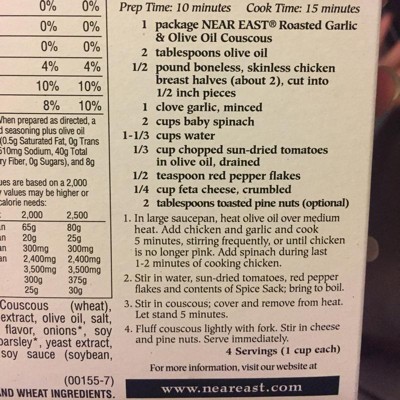 0% 0%
0% 0%
0% 0%
4% 4%
10% 10%
8% 10%
When prepared as directed, a
d seasoning plus olive oil
(0.5g Saturated Fat, 0g Trans
510mg Sodium, 40g Total
ry Fiber, 0g Sugars), and 8g
ues are based on a 2,000
values may be higher or
calorie needs:
2,000 2,500
an 65g 80g
an 20g 25g
an 300mg 300mg
an 2,400mg 2,400mg
3,500mg 3,500mg
300g 375g
25g 30g
Couscous (wheat),
extract, olive oil, salt,
flavor, onions*, soy
parsley*, yeast extract,
soy sauce (soybean,
(00155-7)
ND WHEAT INGREDIENTS.
Prep Time: 10 minutes Cook Time: 15 minutes
1 package NEAR EAST® Roasted Garlic
& Olive Oil Couscous
2 tablespoons olive oil
1/2 pound boneless, skinless chicken
breast halves (about 2), cut into
1/2 inch pieces
1 clove garlic, minced
2 cups baby spinach
1-1/3 cups water
1/3 cup chopped sun-dried tomatoes
in olive oil, drained
1/2 teaspoon red pepper flakes
1/4 cup feta cheese, crumbled
2 tablespoons toasted pine nuts (optional)
1. In large saucepan, heat olive oil over medium
heat. Add chicken and garlic and cook
5 minutes, stirring frequently, or until chicken
is no longer pink. Add spinach during last
1-2 minutes of cooking chicken.
2. Stir in water, sun-dried tomatoes, red pepper
flakes and contents of Spice Sack; bring to boil.
3. Stir in couscous; cover and remove from heat.
Let stand 5 minutes.
4. Fluff couscous lightly with fork. Stir in cheese
and pine nuts. Serve immediately.
4 Servings (1 cup each)
For more information, visit our website at
www.neareast.com